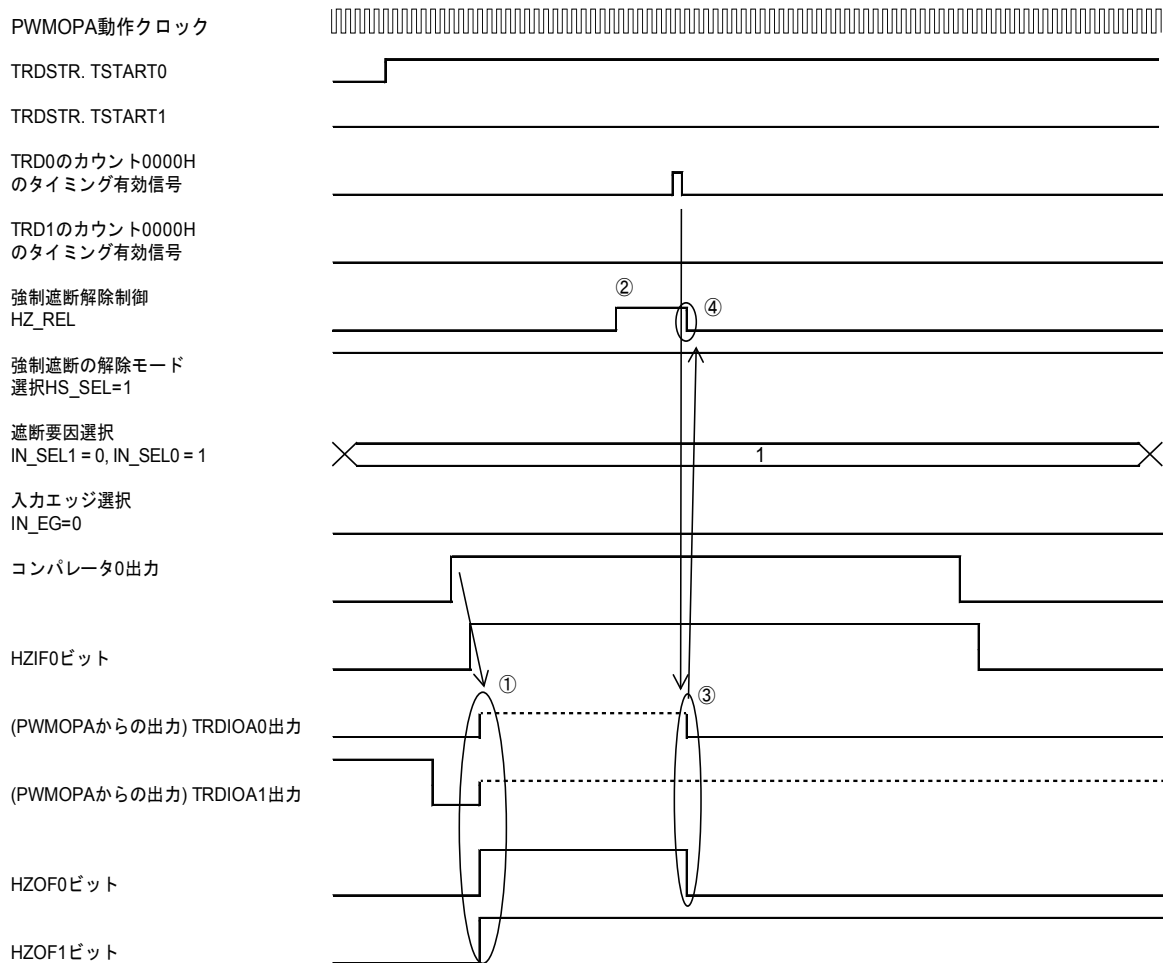 PWMOPA動作クロック
TRDSTR. TSTART0
TRDSTR. TSTART1
TRD0のカウント0000H
のタイミング有効信号
TRD1のカウント0000H
のタイミング有効信号
強制遮断解除制御
HZ_REL
②
④
強制遮断の解除モード
選択HS_SEL=1
遮断要因選択
IN_SEL1 = 0, IN_SEL0 = 1
1
入力エッジ選択
IN_EG=0
コンパレータ0出力
HZIF0ビット
①
③
(PWMOPAからの出力) TRDIOA0出力
(PWMOPAからの出力) TRDIOA1出力
HZOF0ビット
HZOF1ビット